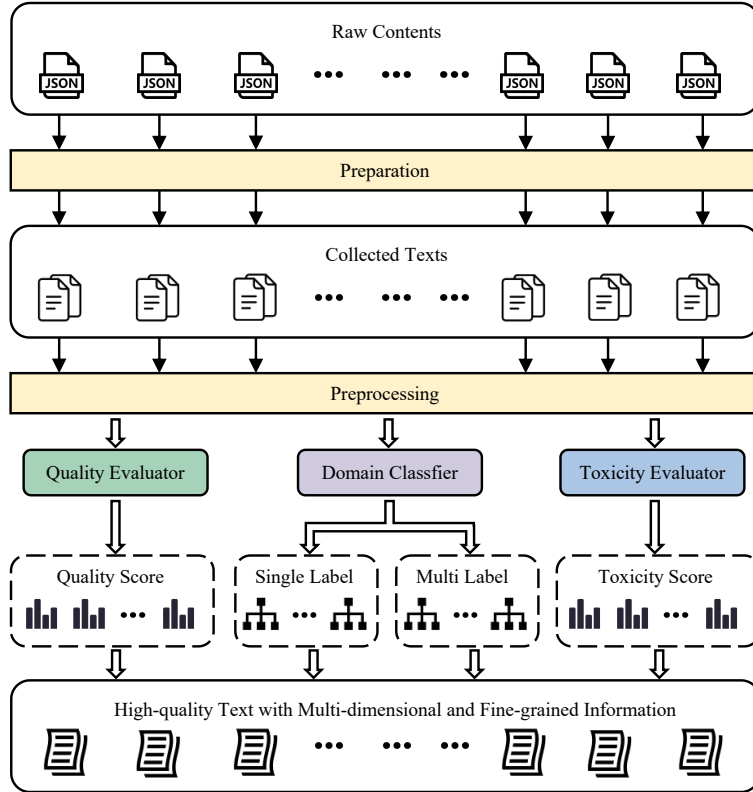 Raw Contents
JSON JSON JSON JSON JSON JSON
Preparation
Collected Texts
Preprocessing
Quality Evaluator Domain Classfier Toxicity Evaluator
Quality Score Single Label Multi Label Toxicity Score
High-quality Text with Multi-dimensional and Fine-grained Information